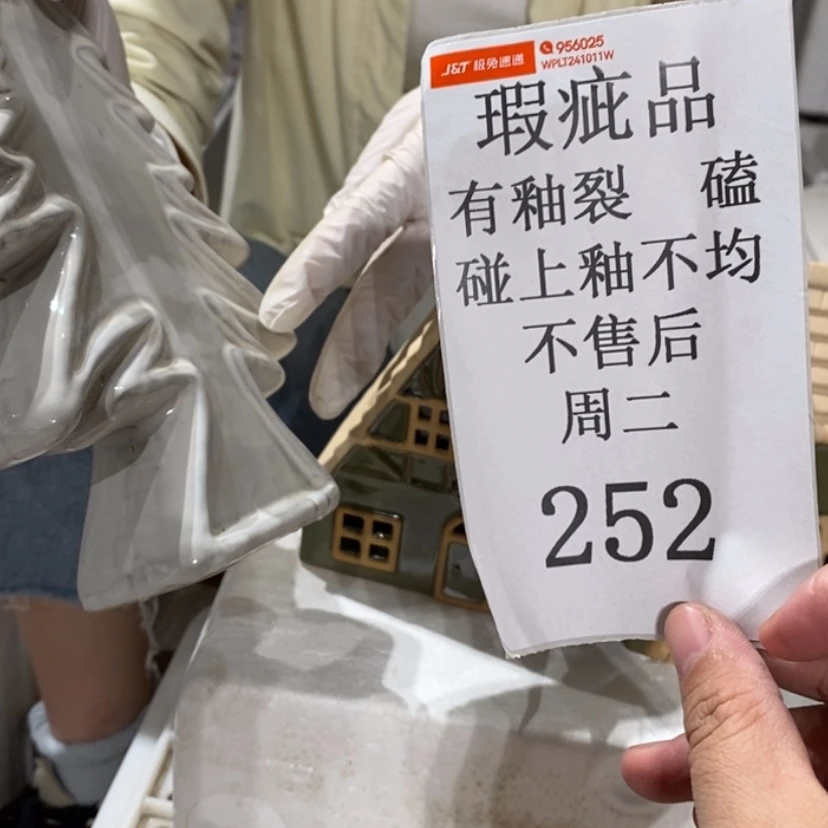 J&T 极兔速递 956025
WPLT241011W
瑕疵品
有釉裂 磕
碰上釉不均
不售后
周二
252